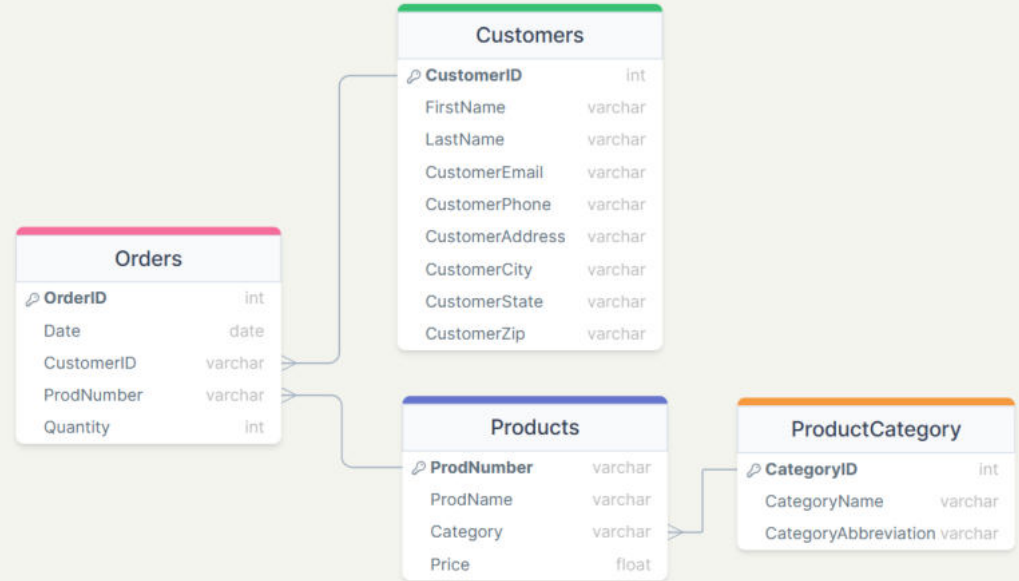 Customers
CustomerID int
FirstName varchar
LastName varchar
CustomerEmail varchar
CustomerPhone varchar
CustomerAddress varchar
CustomerCity varchar
CustomerState varchar
CustomerZip varchar
Orders
OrderID int
Date date
CustomerID varchar
ProdNumber varchar
Quantity int
Products
ProdNumber varchar
ProdName varchar
Category varchar
Price float
ProductCategory
CategoryID int
CategoryName varchar
CategoryAbbreviation varchar